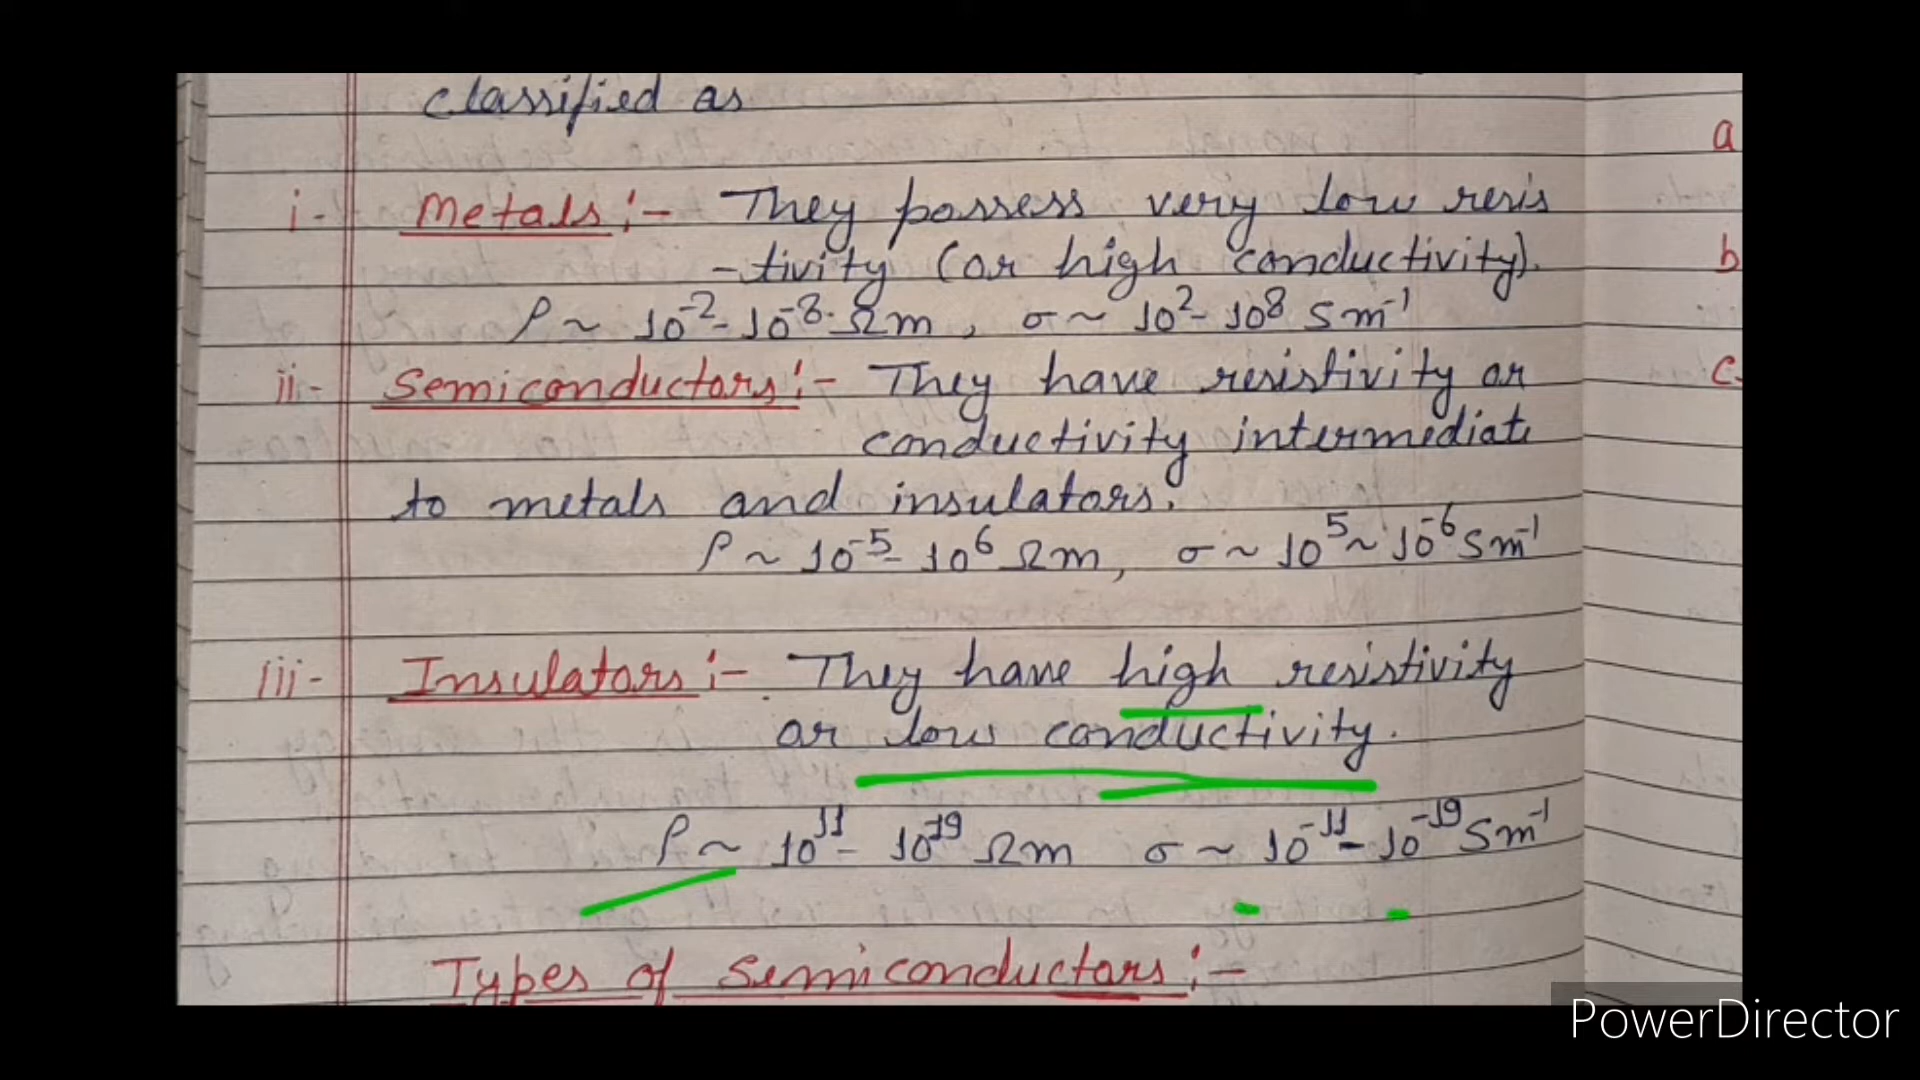 classified as
a
i- Metals:- They possess very low resis
-tivity (or high conductivity).
b
ρ ~ 10⁻² - 10⁻⁸ Ωm, σ ~ 10² - 10⁸ Sm⁻¹
ii- Semiconductors:- They have resistivity or
c.
conductivity intermediate
to metals and insulators.
ρ ~ 10⁻⁵ - 10⁶ Ωm, σ ~ 10⁵ ~ 10⁻⁶ Sm⁻¹
iii- Insulators:- They have high resistivity
or low conductivity.
ρ ~ 10¹¹ - 10¹⁹ Ωm σ ~ 10⁻¹¹ - 10⁻¹⁹ Sm⁻¹
Types of Semiconductors:-
PowerDirector